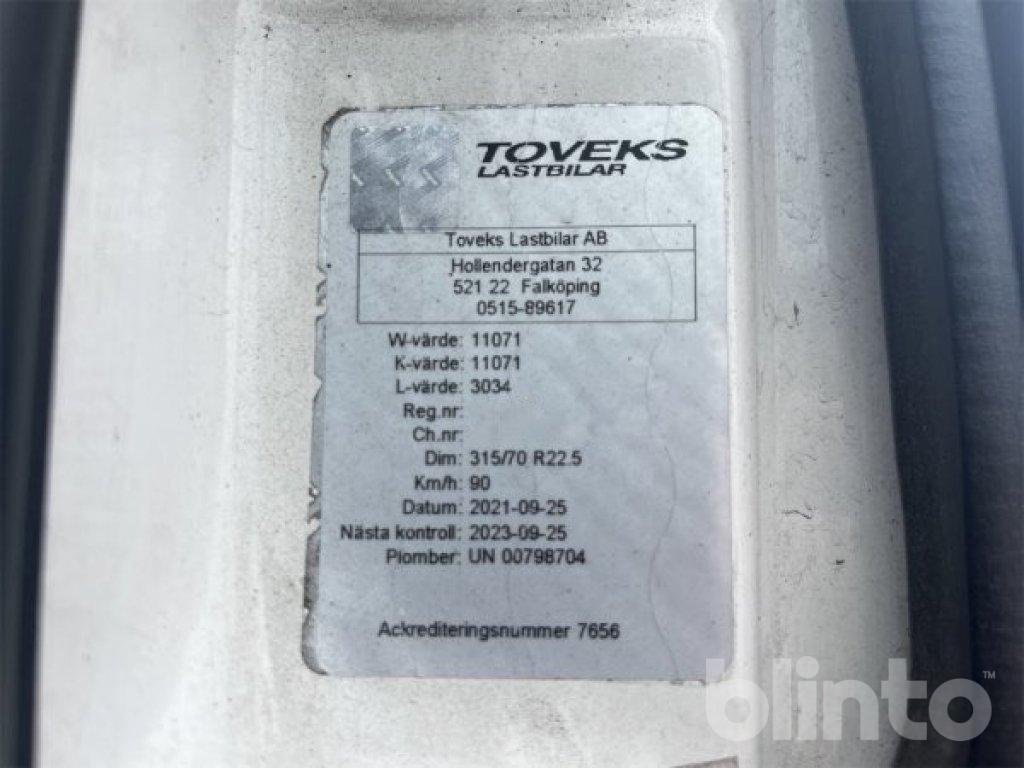 TOVEKS
LASTBILAR
Toveks Lastbilar AB
Hollendergatan 32
521 22 Falköping
0515-89617
W-värde: 11071
K-värde: 11071
L-värde: 3034
Reg.nr:
Ch.nr:
Dim: 315/70 R22.5
Km/h: 90
Datum: 2021-09-25
Nästa kontroll: 2023-09-25
Plomber: UN 00798704
Ackrediteringsnummer 7656
blinto™